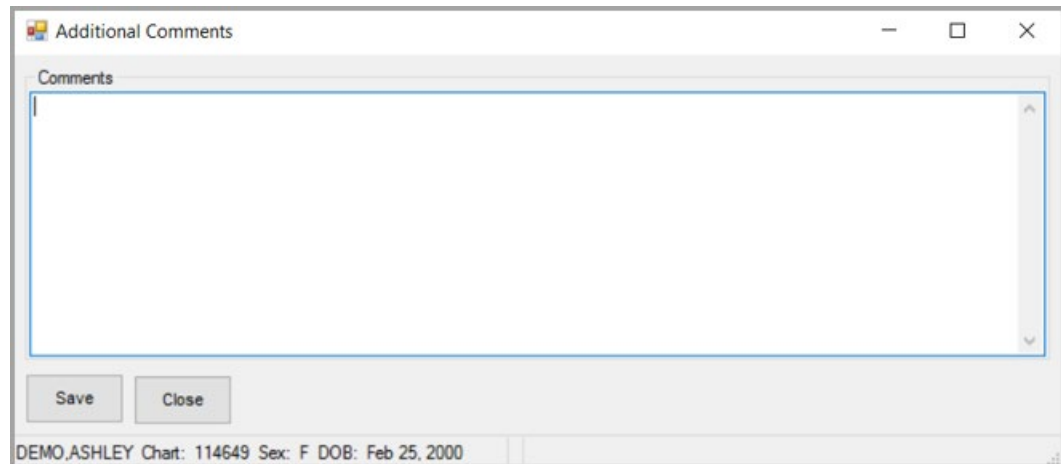 Additional Comments
Comments
Save Close
DEMO,ASHLEY Chart: 114649 Sex: F DOB: Feb 25, 2000